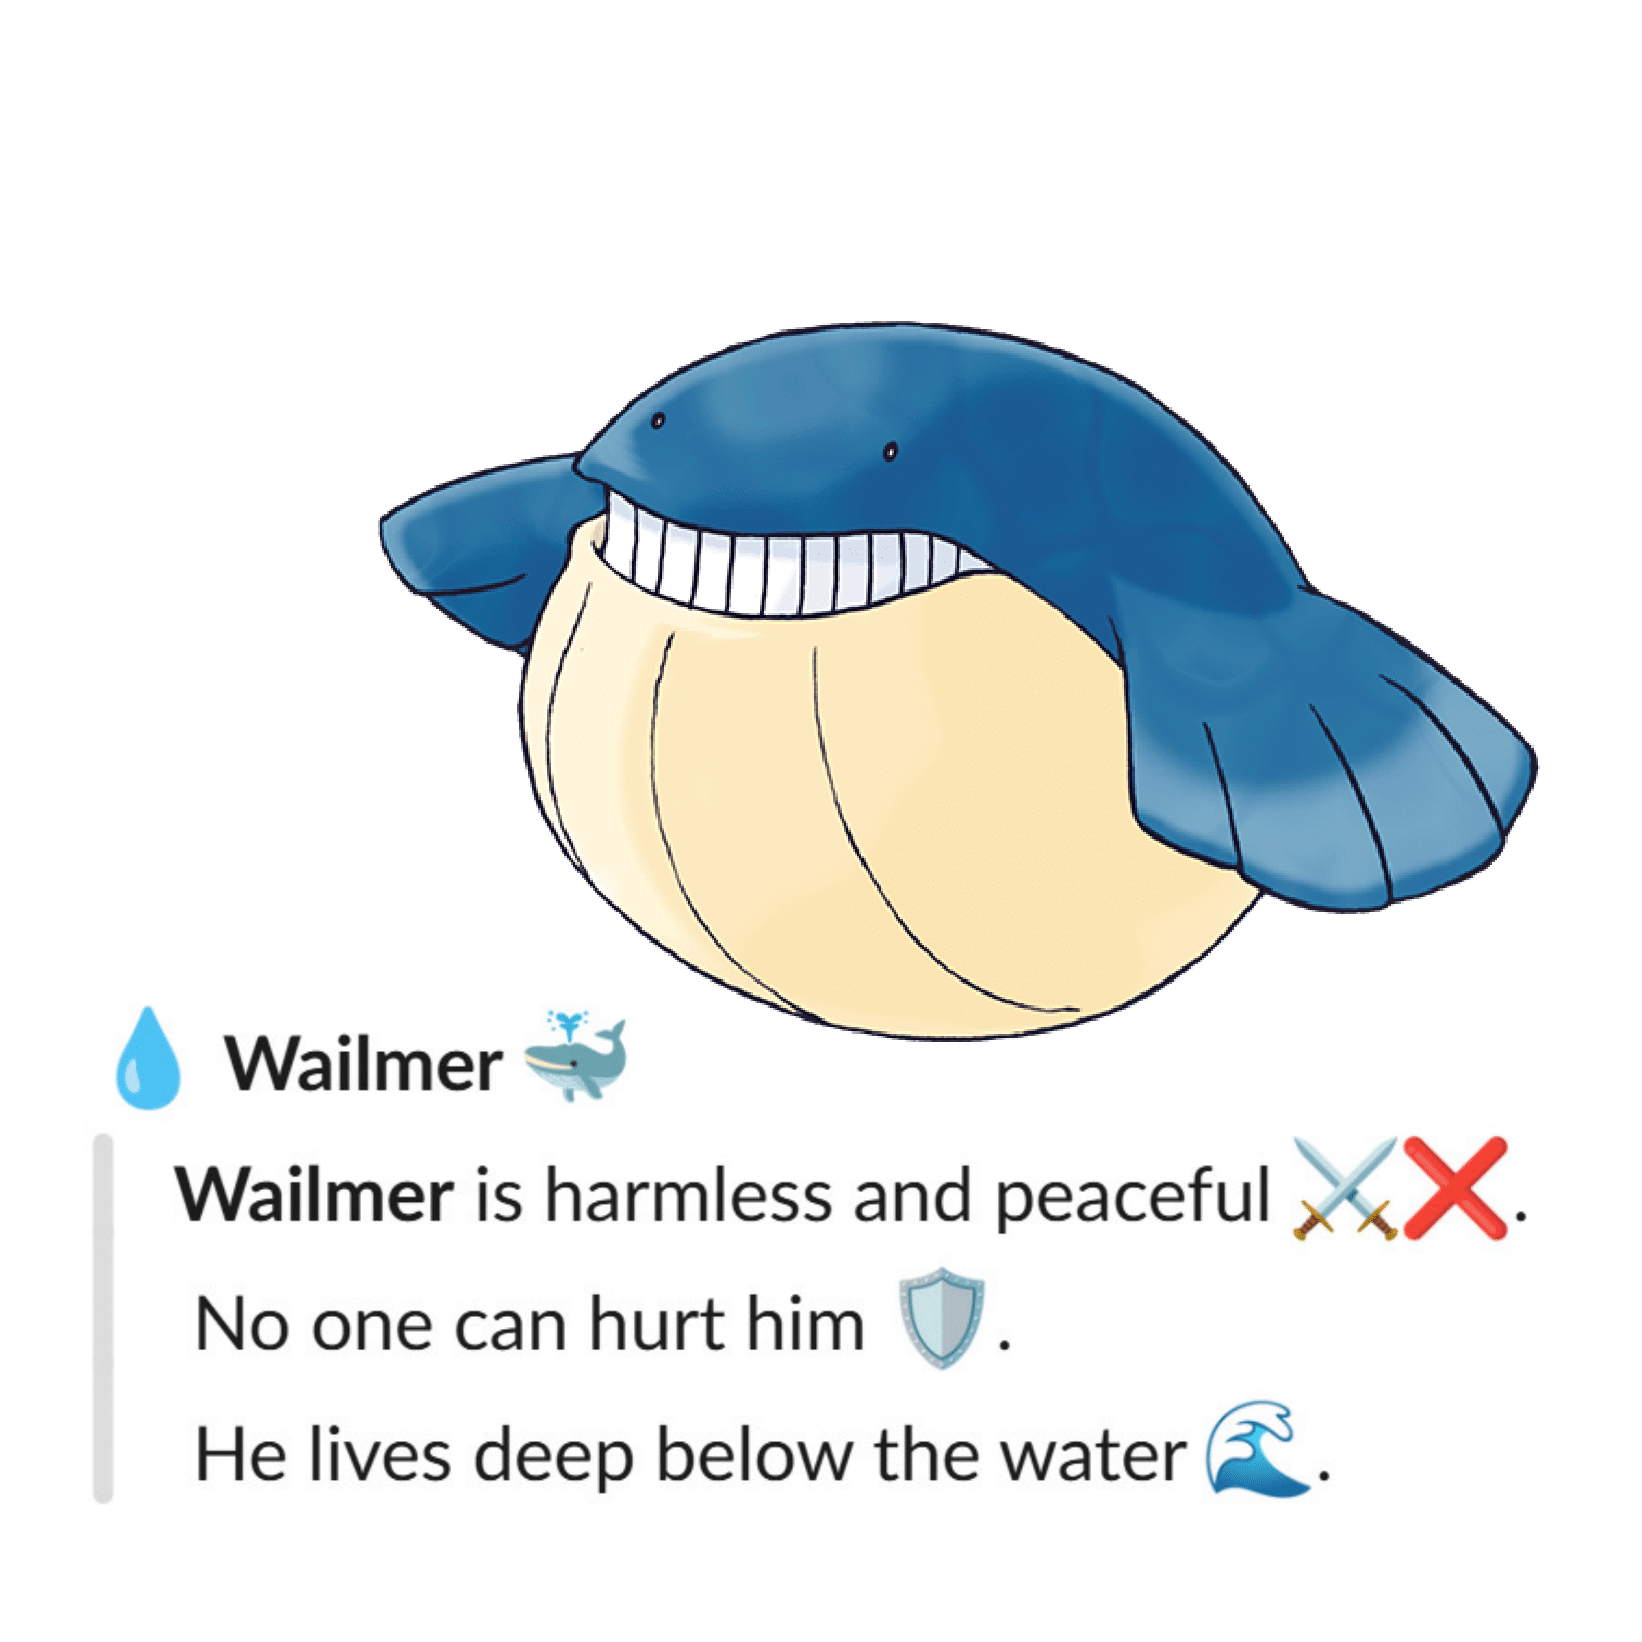 💧 Wailmer 🐳
Wailmer is harmless and peaceful ⚔️❌.
No one can hurt him 🛡️.
He lives deep below the water 🌊.